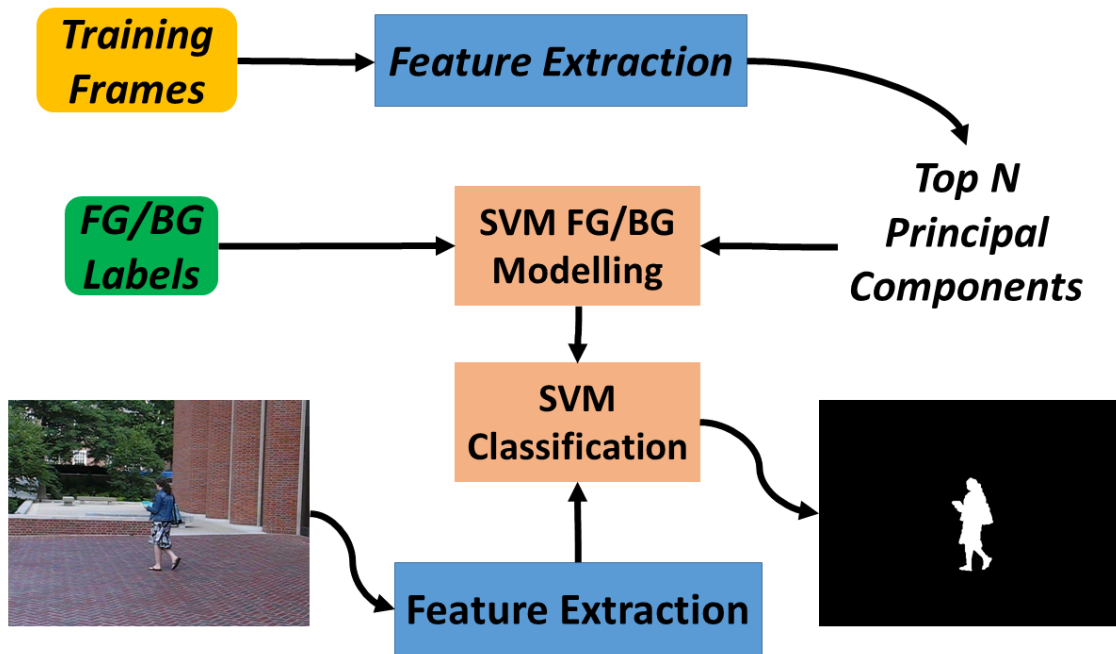 Training
Frames
Feature Extraction
Top N
Principal
Components
FG/BG
Labels
SVM FG/BG
Modelling
SVM
Classification
Feature Extraction